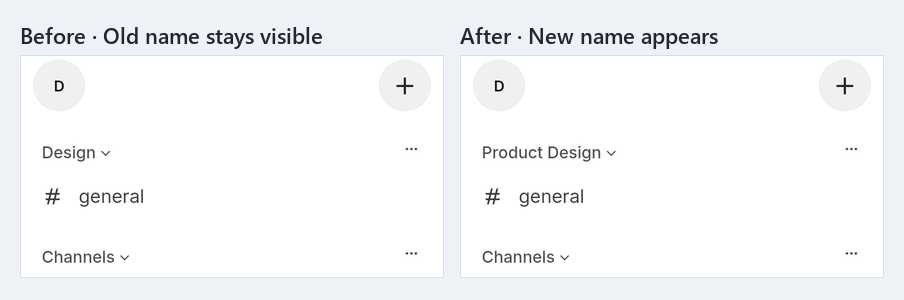 Before · Old name stays visible
D
+
Design
...
# general
Channels
...
After · New name appears
D
+
Product Design
...
# general
Channels
...